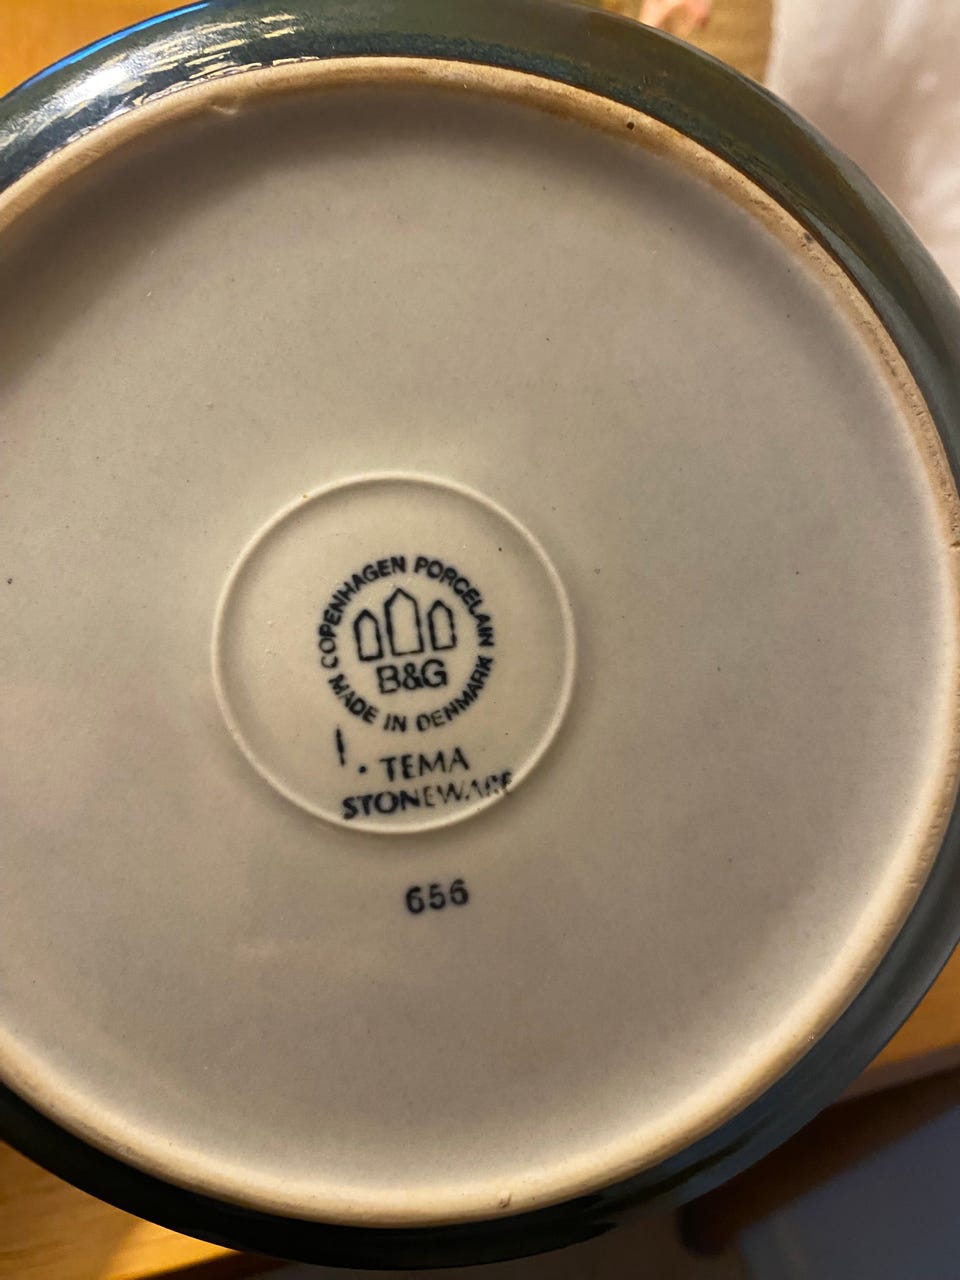 COPENHAGEN PORCELAIN
B&G
MADE IN DENMARK
TEMA
STONEWARE
656